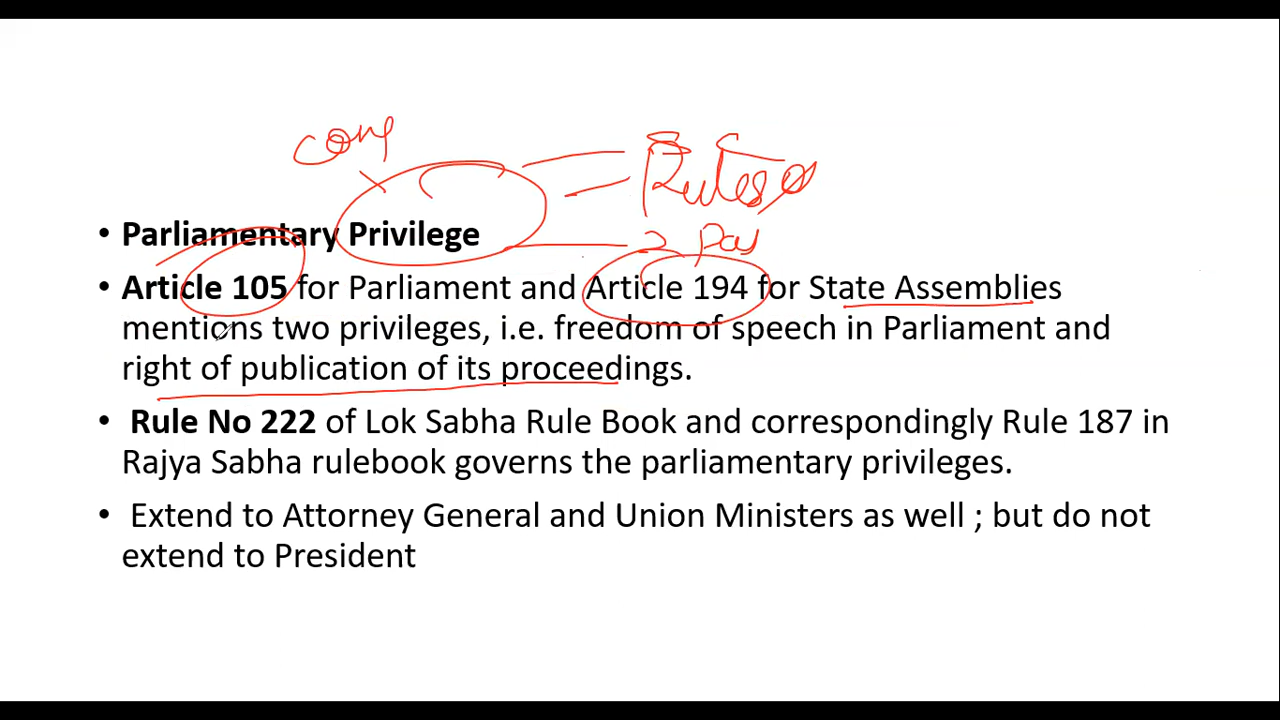 Rules
2
• Parliamentary Privilege
• Article 105 for Parliament and Article 194 for State Assemblies
mentions two privileges, i.e. freedom of speech in Parliament and
right of publication of its proceedings.
• Rule No 222 of Lok Sabha Rule Book and correspondingly Rule 187 in
Rajya Sabha rulebook governs the parliamentary privileges.
• Extend to Attorney General and Union Ministers as well ; but do not
extend to President